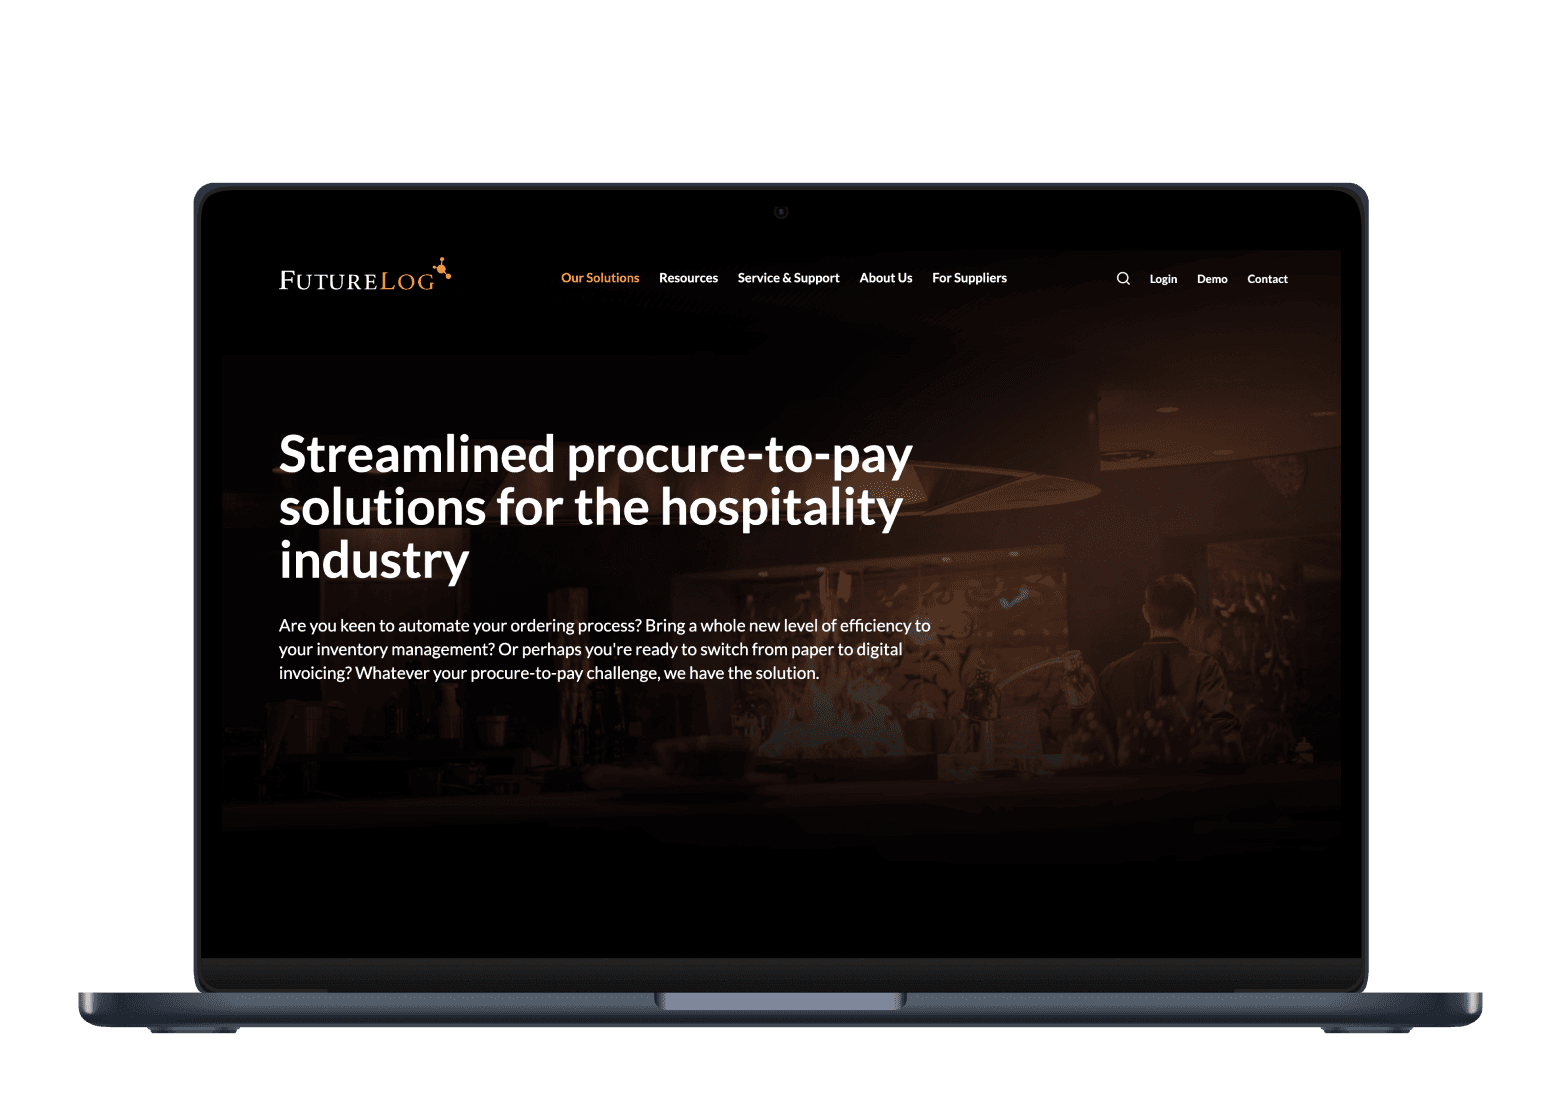 FUTURELOG
Our Solutions Resources Service & Support About Us For Suppliers
Login Demo Contact
Streamlined procure-to-pay
solutions for the hospitality
industry
Are you keen to automate your ordering process? Bring a whole new level of efficiency to
your inventory management? Or perhaps you're ready to switch from paper to digital
invoicing? Whatever your procure-to-pay challenge, we have the solution.